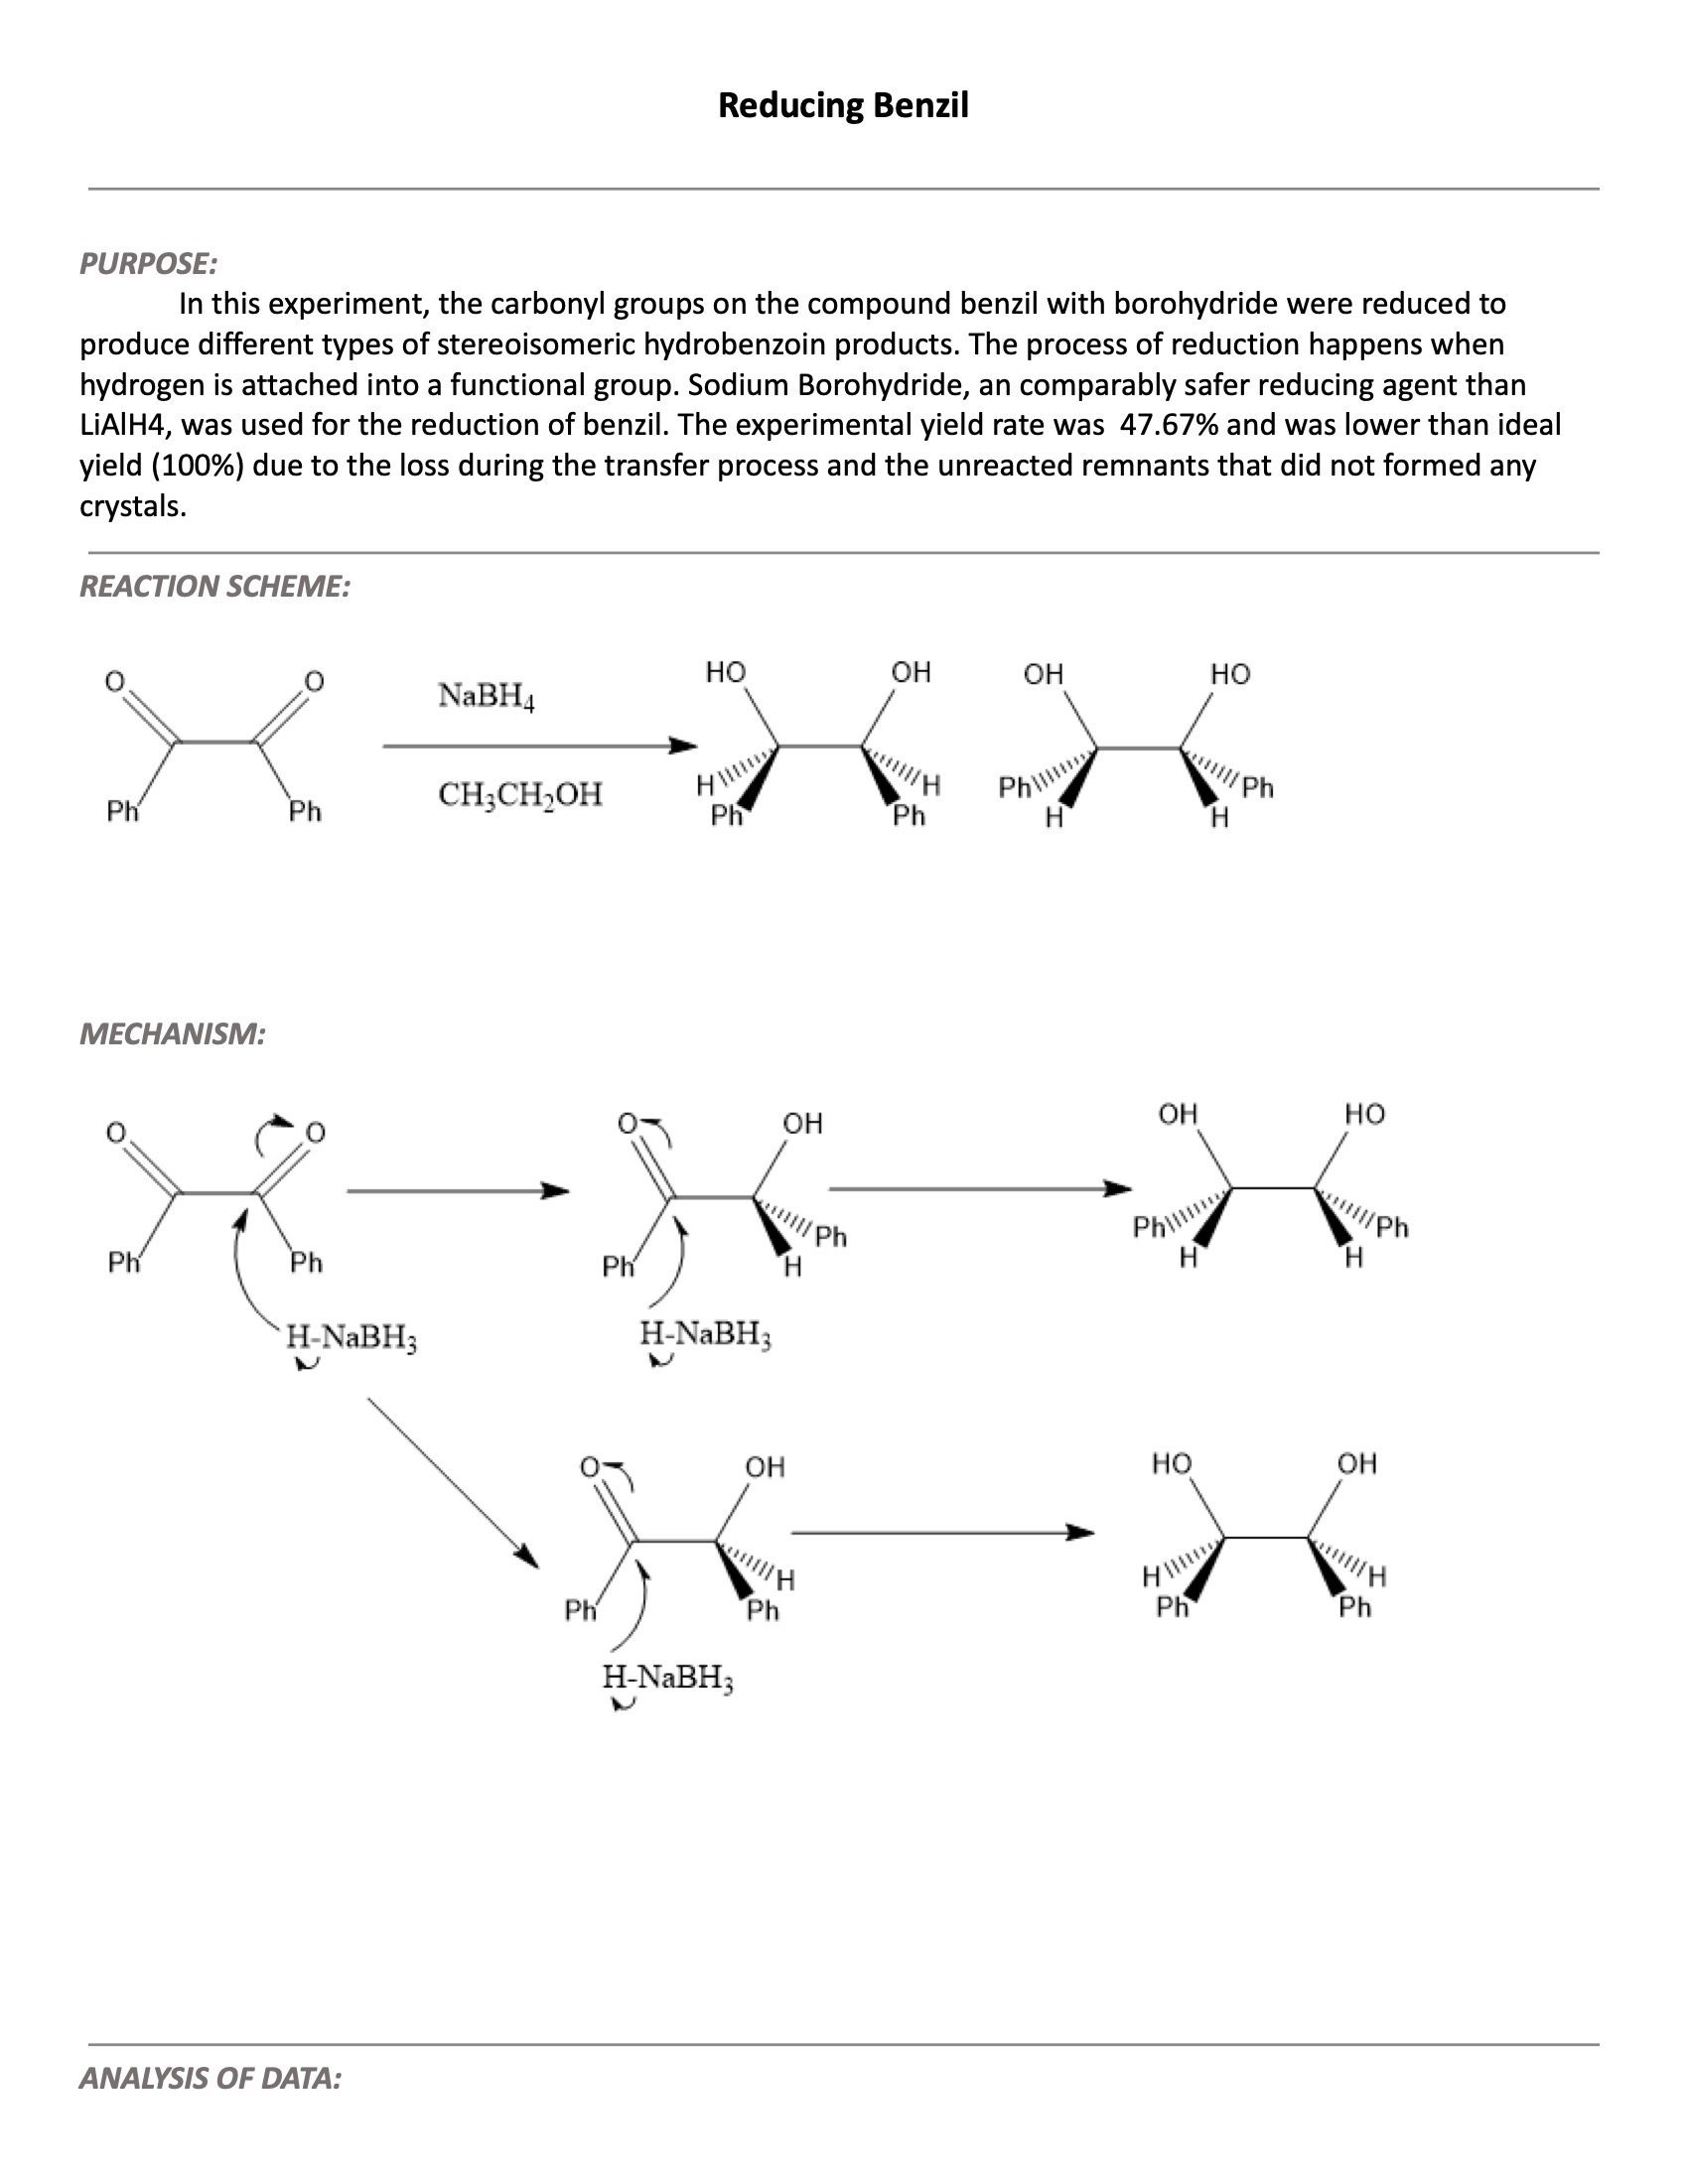 Reducing Benzil
PURPOSE:
In this experiment, the carbonyl groups on the compound benzil with borohydride were reduced to
produce different types of stereoisomeric hydrobenzoin products. The process of reduction happens when
hydrogen is attached into a functional group. Sodium Borohydride, an comparably safer reducing agent than
LiAlH4, was used for the reduction of benzil. The experimental yield rate was  47.67% and was lower than ideal
yield (100%) due to the loss during the transfer process and the unreacted remnants that did not formed any
crystals.
REACTION SCHEME:
O O NaBH4 HO OH OH HO
Ph Ph CH3CH2OH H Ph H Ph Ph H Ph H
MECHANISM:
O O O OH OH HO
Ph Ph Ph Ph H Ph H Ph H
H-NaBH3 H-NaBH3
O OH HO OH
Ph H Ph H Ph H Ph
H-NaBH3
ANALYSIS OF DATA: